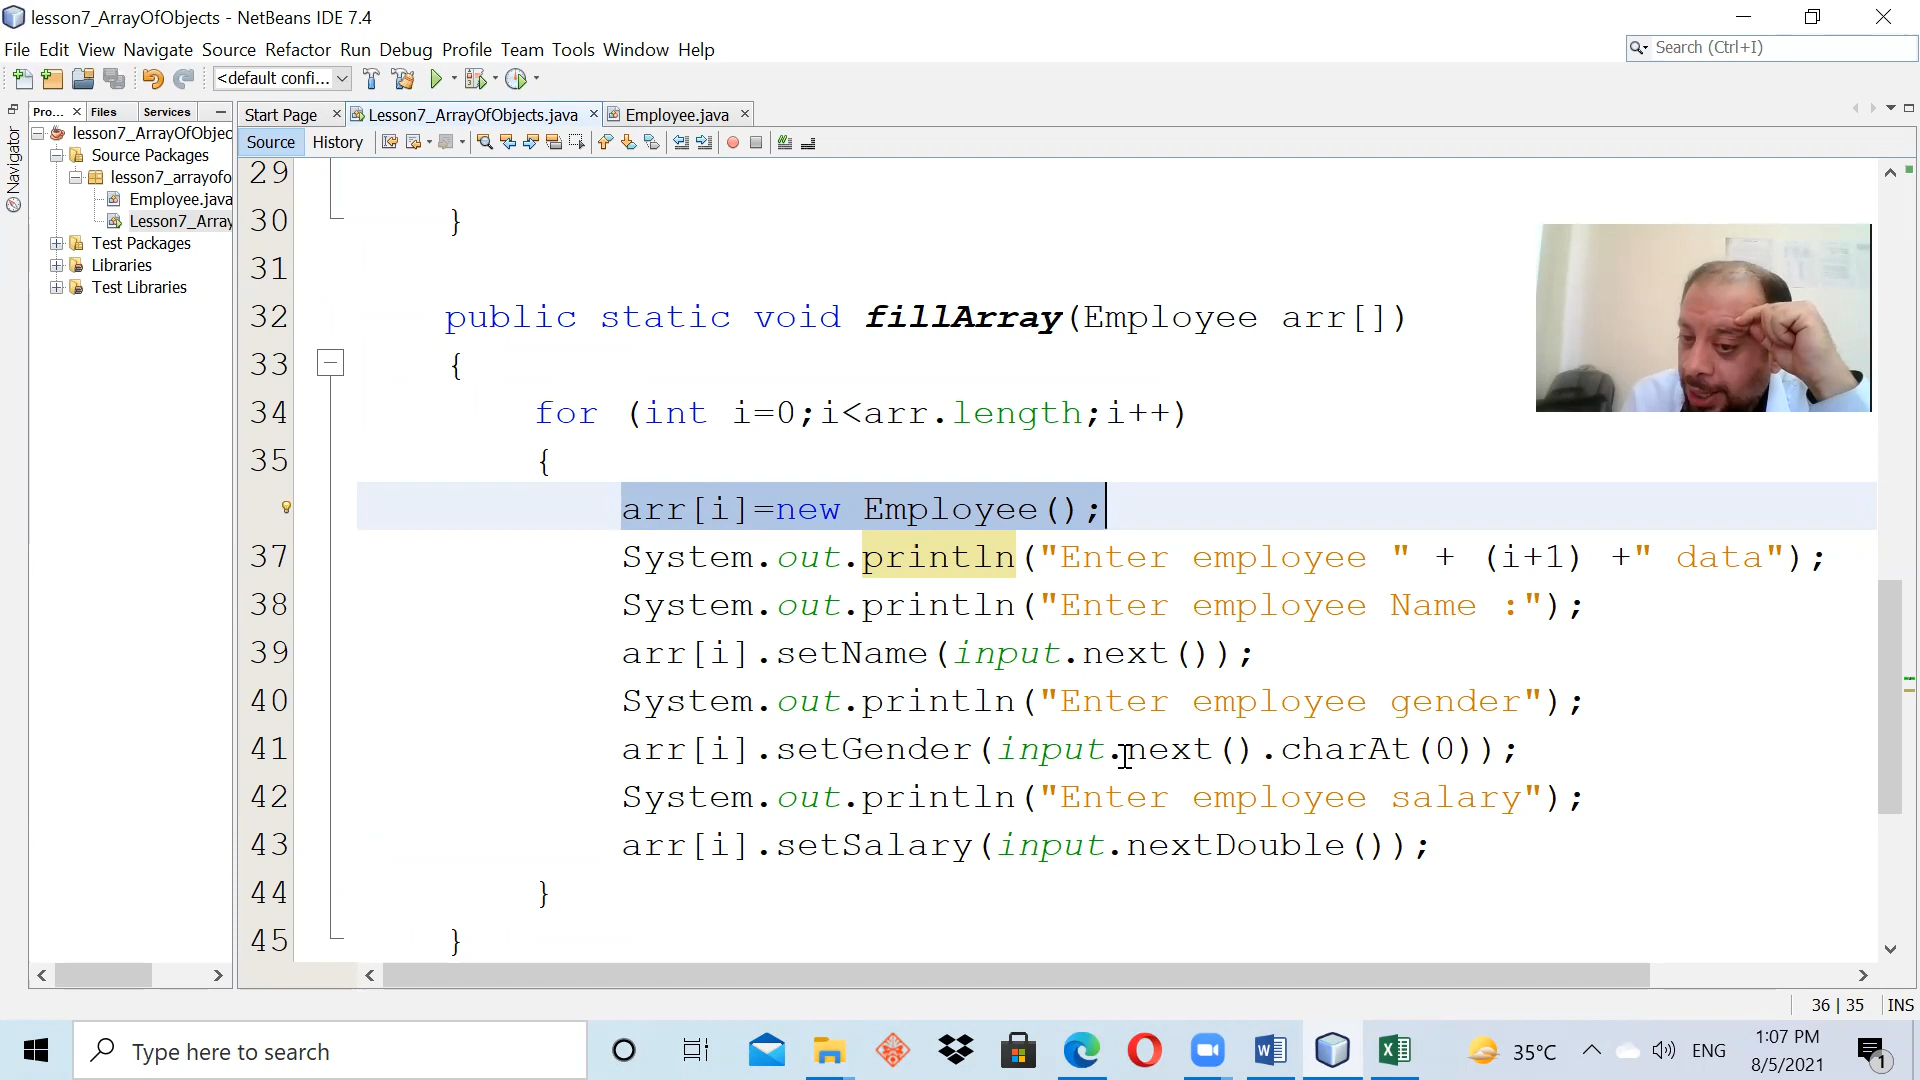 lesson7_ArrayOfObjects - NetBeans IDE 7.4
File Edit View Navigate Source Refactor Run Debug Profile Team Tools Window Help
Search (Ctrl+I)
<default confi...
Pro... Files Services
Start Page Lesson7_ArrayOfObjects.java Employee.java
Navigator
lesson7_ArrayOfObjec
Source Packages
lesson7_arrayofo
Employee.java
Lesson7_Array
Test Packages
Libraries
Test Libraries
Source History
29
30 }
31
32 public static void fillArray(Employee arr[])
33 {
34 for (int i=0;i<arr.length;i++)
35 {
arr[i]=new Employee();
37 System.out.println("Enter employee " + (i+1) +" data");
38 System.out.println("Enter employee Name :");
39 arr[i].setName(input.next());
40 System.out.println("Enter employee gender");
41 arr[i].setGender(input.next().charAt(0));
42 System.out.println("Enter employee salary");
43 arr[i].setSalary(input.nextDouble());
44 }
45 }
36 | 35 INS
Type here to search
35°C ENG
1:07 PM
8/5/2021
1